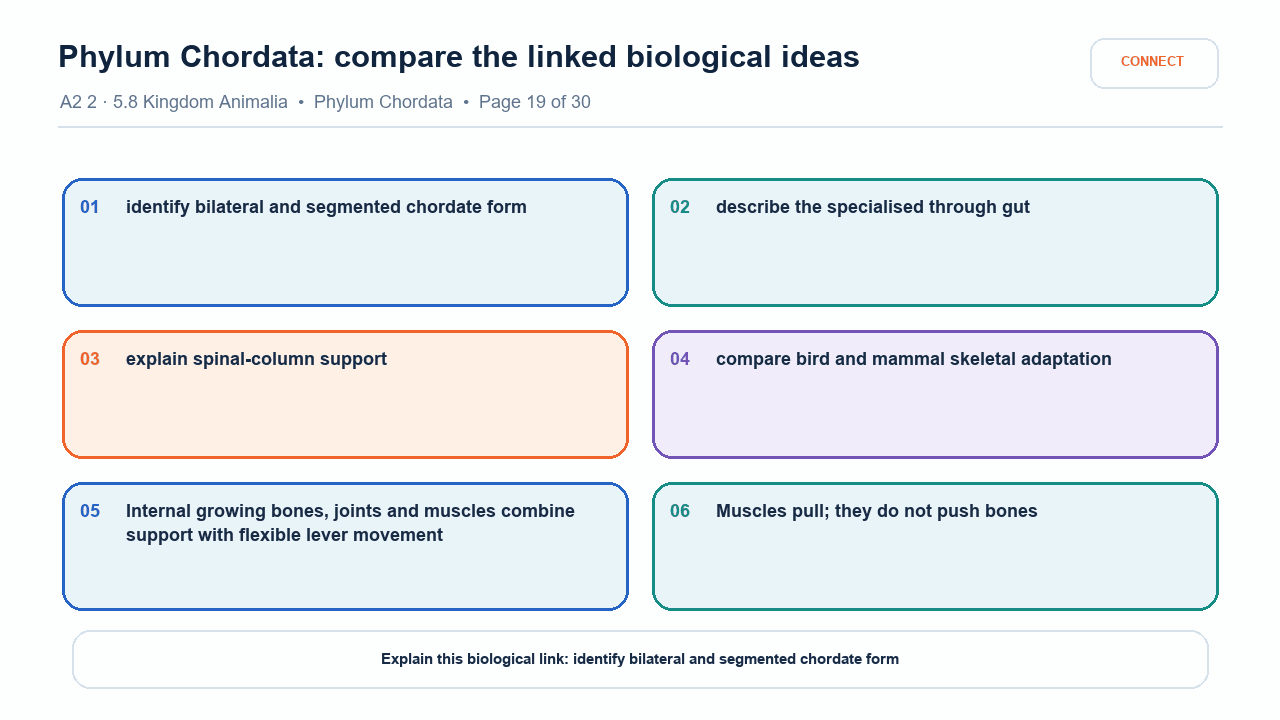 Phylum Chordata: compare the linked biological ideas
CONNECT
A2 2 · 5.8 Kingdom Animalia • Phylum Chordata • Page 19 of 30
01 identify bilateral and segmented chordate form
02 describe the specialised through gut
03 explain spinal-column support
04 compare bird and mammal skeletal adaptation
05 Internal growing bones, joints and muscles combine
support with flexible lever movement
06 Muscles pull; they do not push bones
Explain this biological link: identify bilateral and segmented chordate form